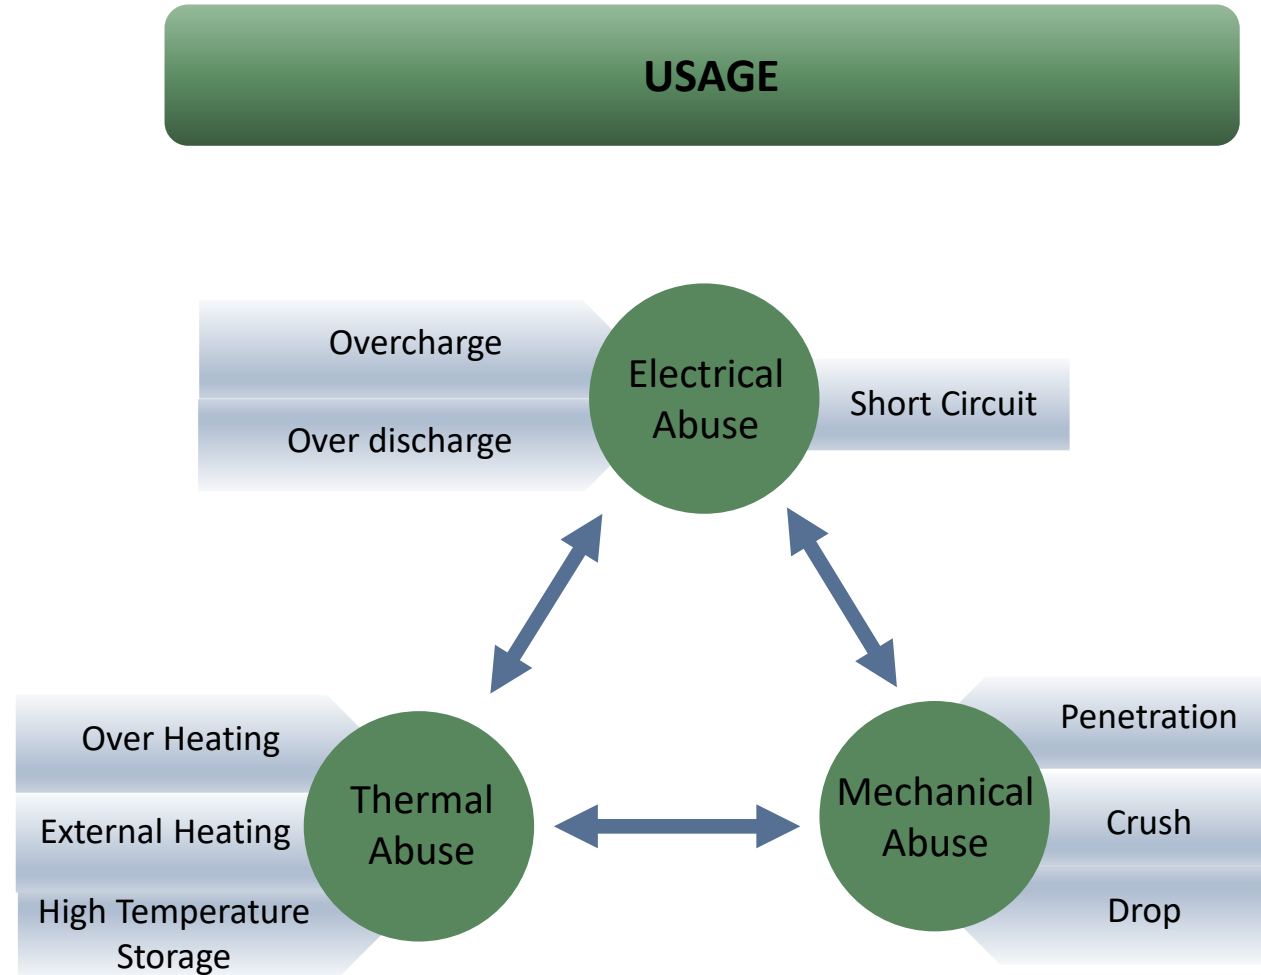 USAGE
Overcharge
Over discharge
Electrical
Abuse
Short Circuit
Over Heating
External Heating
High Temperature
Storage
Thermal
Abuse
Mechanical
Abuse
Penetration
Crush
Drop